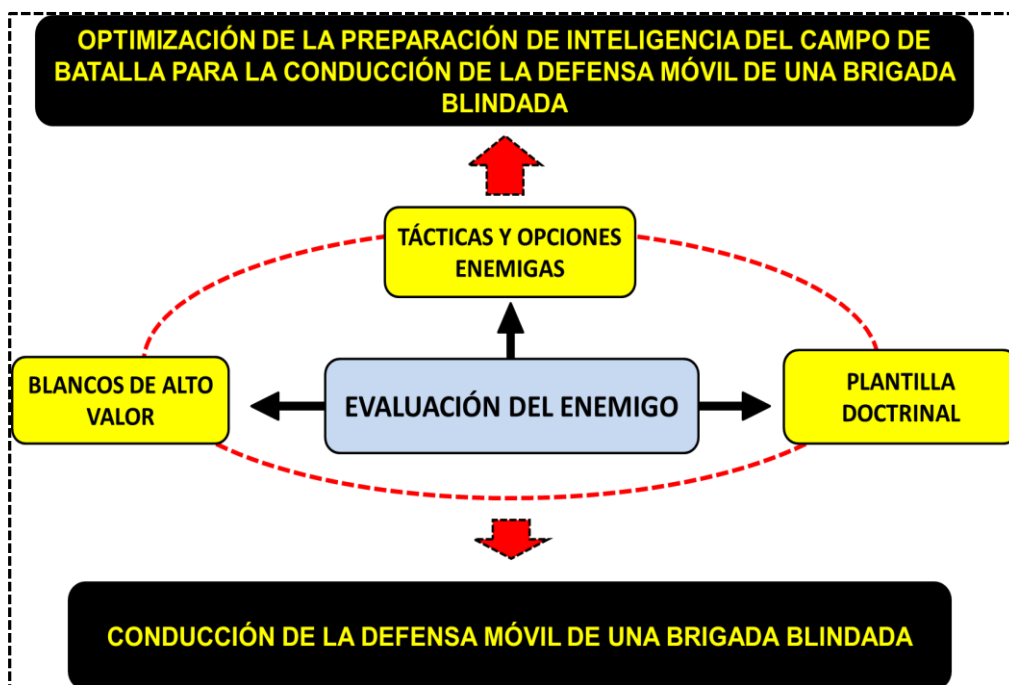 OPTIMIZACIÓN DE LA PREPARACIÓN DE INTELIGENCIA DEL CAMPO DE
BATALLA PARA LA CONDUCCIÓN DE LA DEFENSA MÓVIL DE UNA BRIGADA
BLINDADA
TÁCTICAS Y OPCIONES
ENEMIGAS
BLANCOS DE ALTO
VALOR
EVALUACIÓN DEL ENEMIGO
PLANTILLA
DOCTRINAL
CONDUCCIÓN DE LA DEFENSA MÓVIL DE UNA BRIGADA BLINDADA